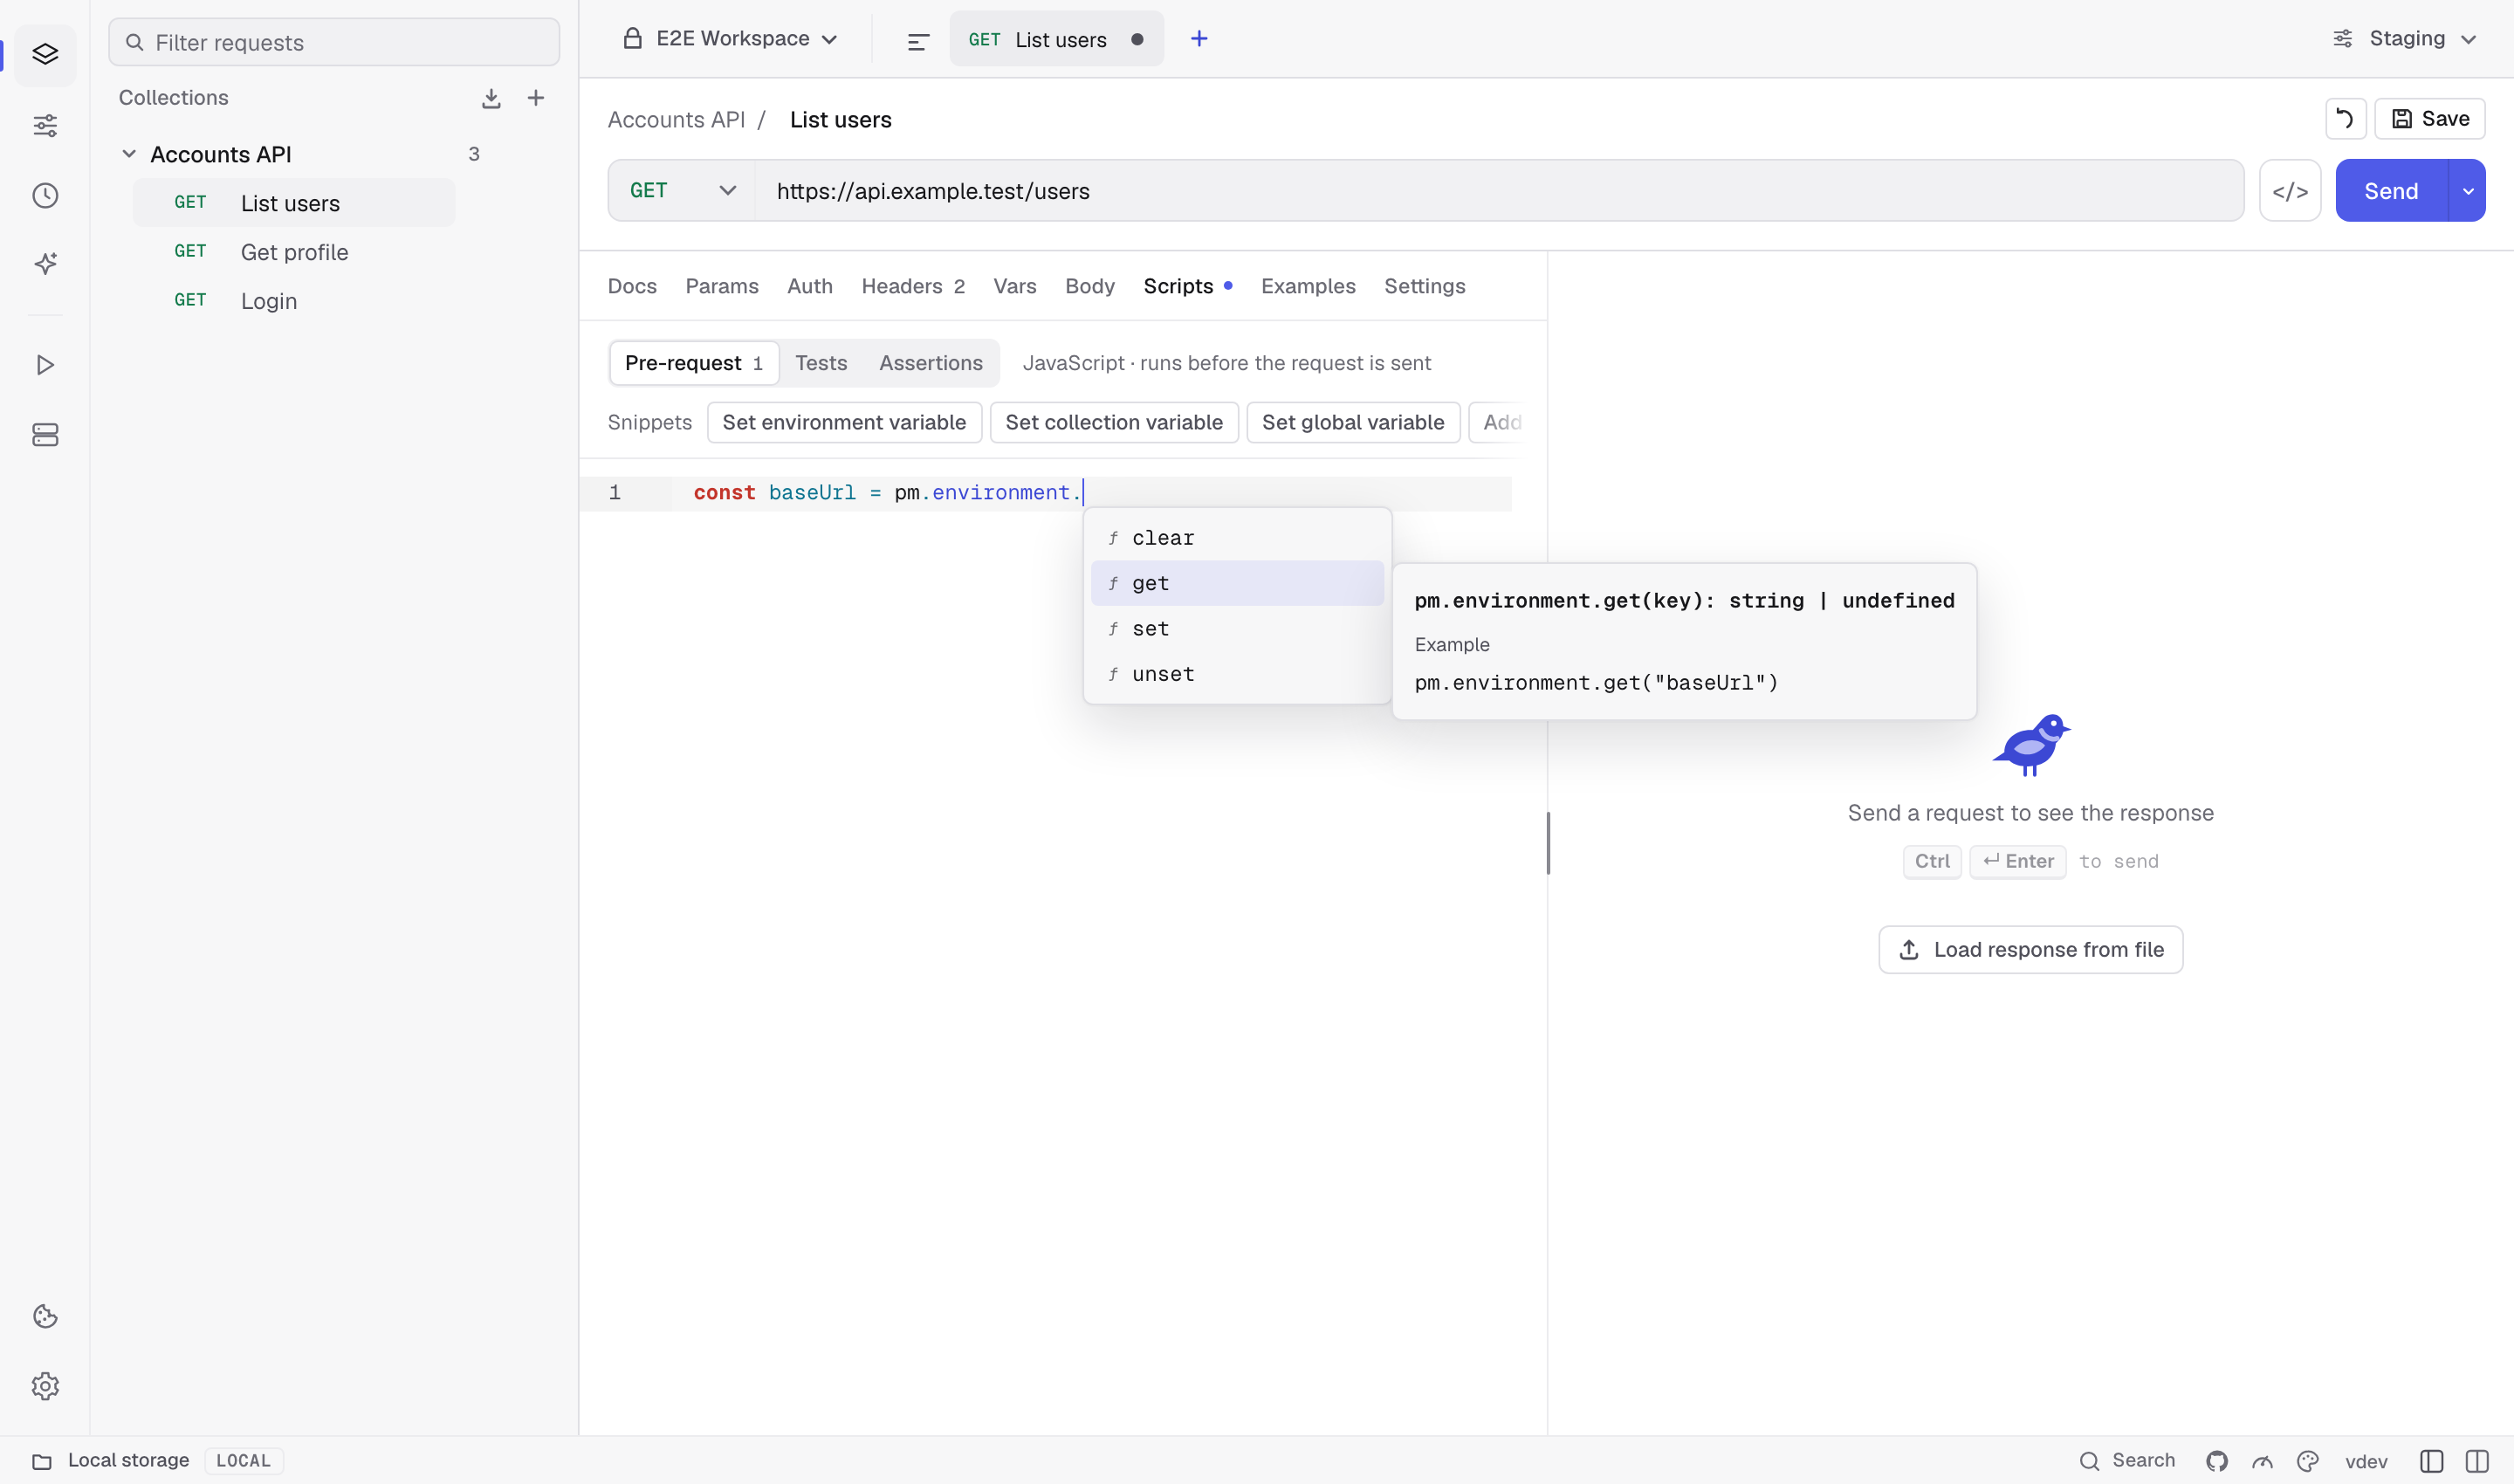 Filter requests
Collections
Accounts API 3
GET List users
GET Get profile
GET Login
E2E Workspace
GET List users
Staging
Accounts API / List users
Save
GET https://api.example.test/users
</>
Send
Docs Params Auth Headers 2 Vars Body Scripts Examples Settings
Pre-request 1 Tests Assertions JavaScript · runs before the request is sent
Snippets Set environment variable Set collection variable Set global variable Add
1 const baseUrl = pm.environment.
f clear
f get
f set
f unset
pm.environment.get(key): string | undefined
Example
pm.environment.get("baseUrl")
Send a request to see the response
Ctrl Enter to send
Load response from file
Local storage LOCAL
Search
vdev